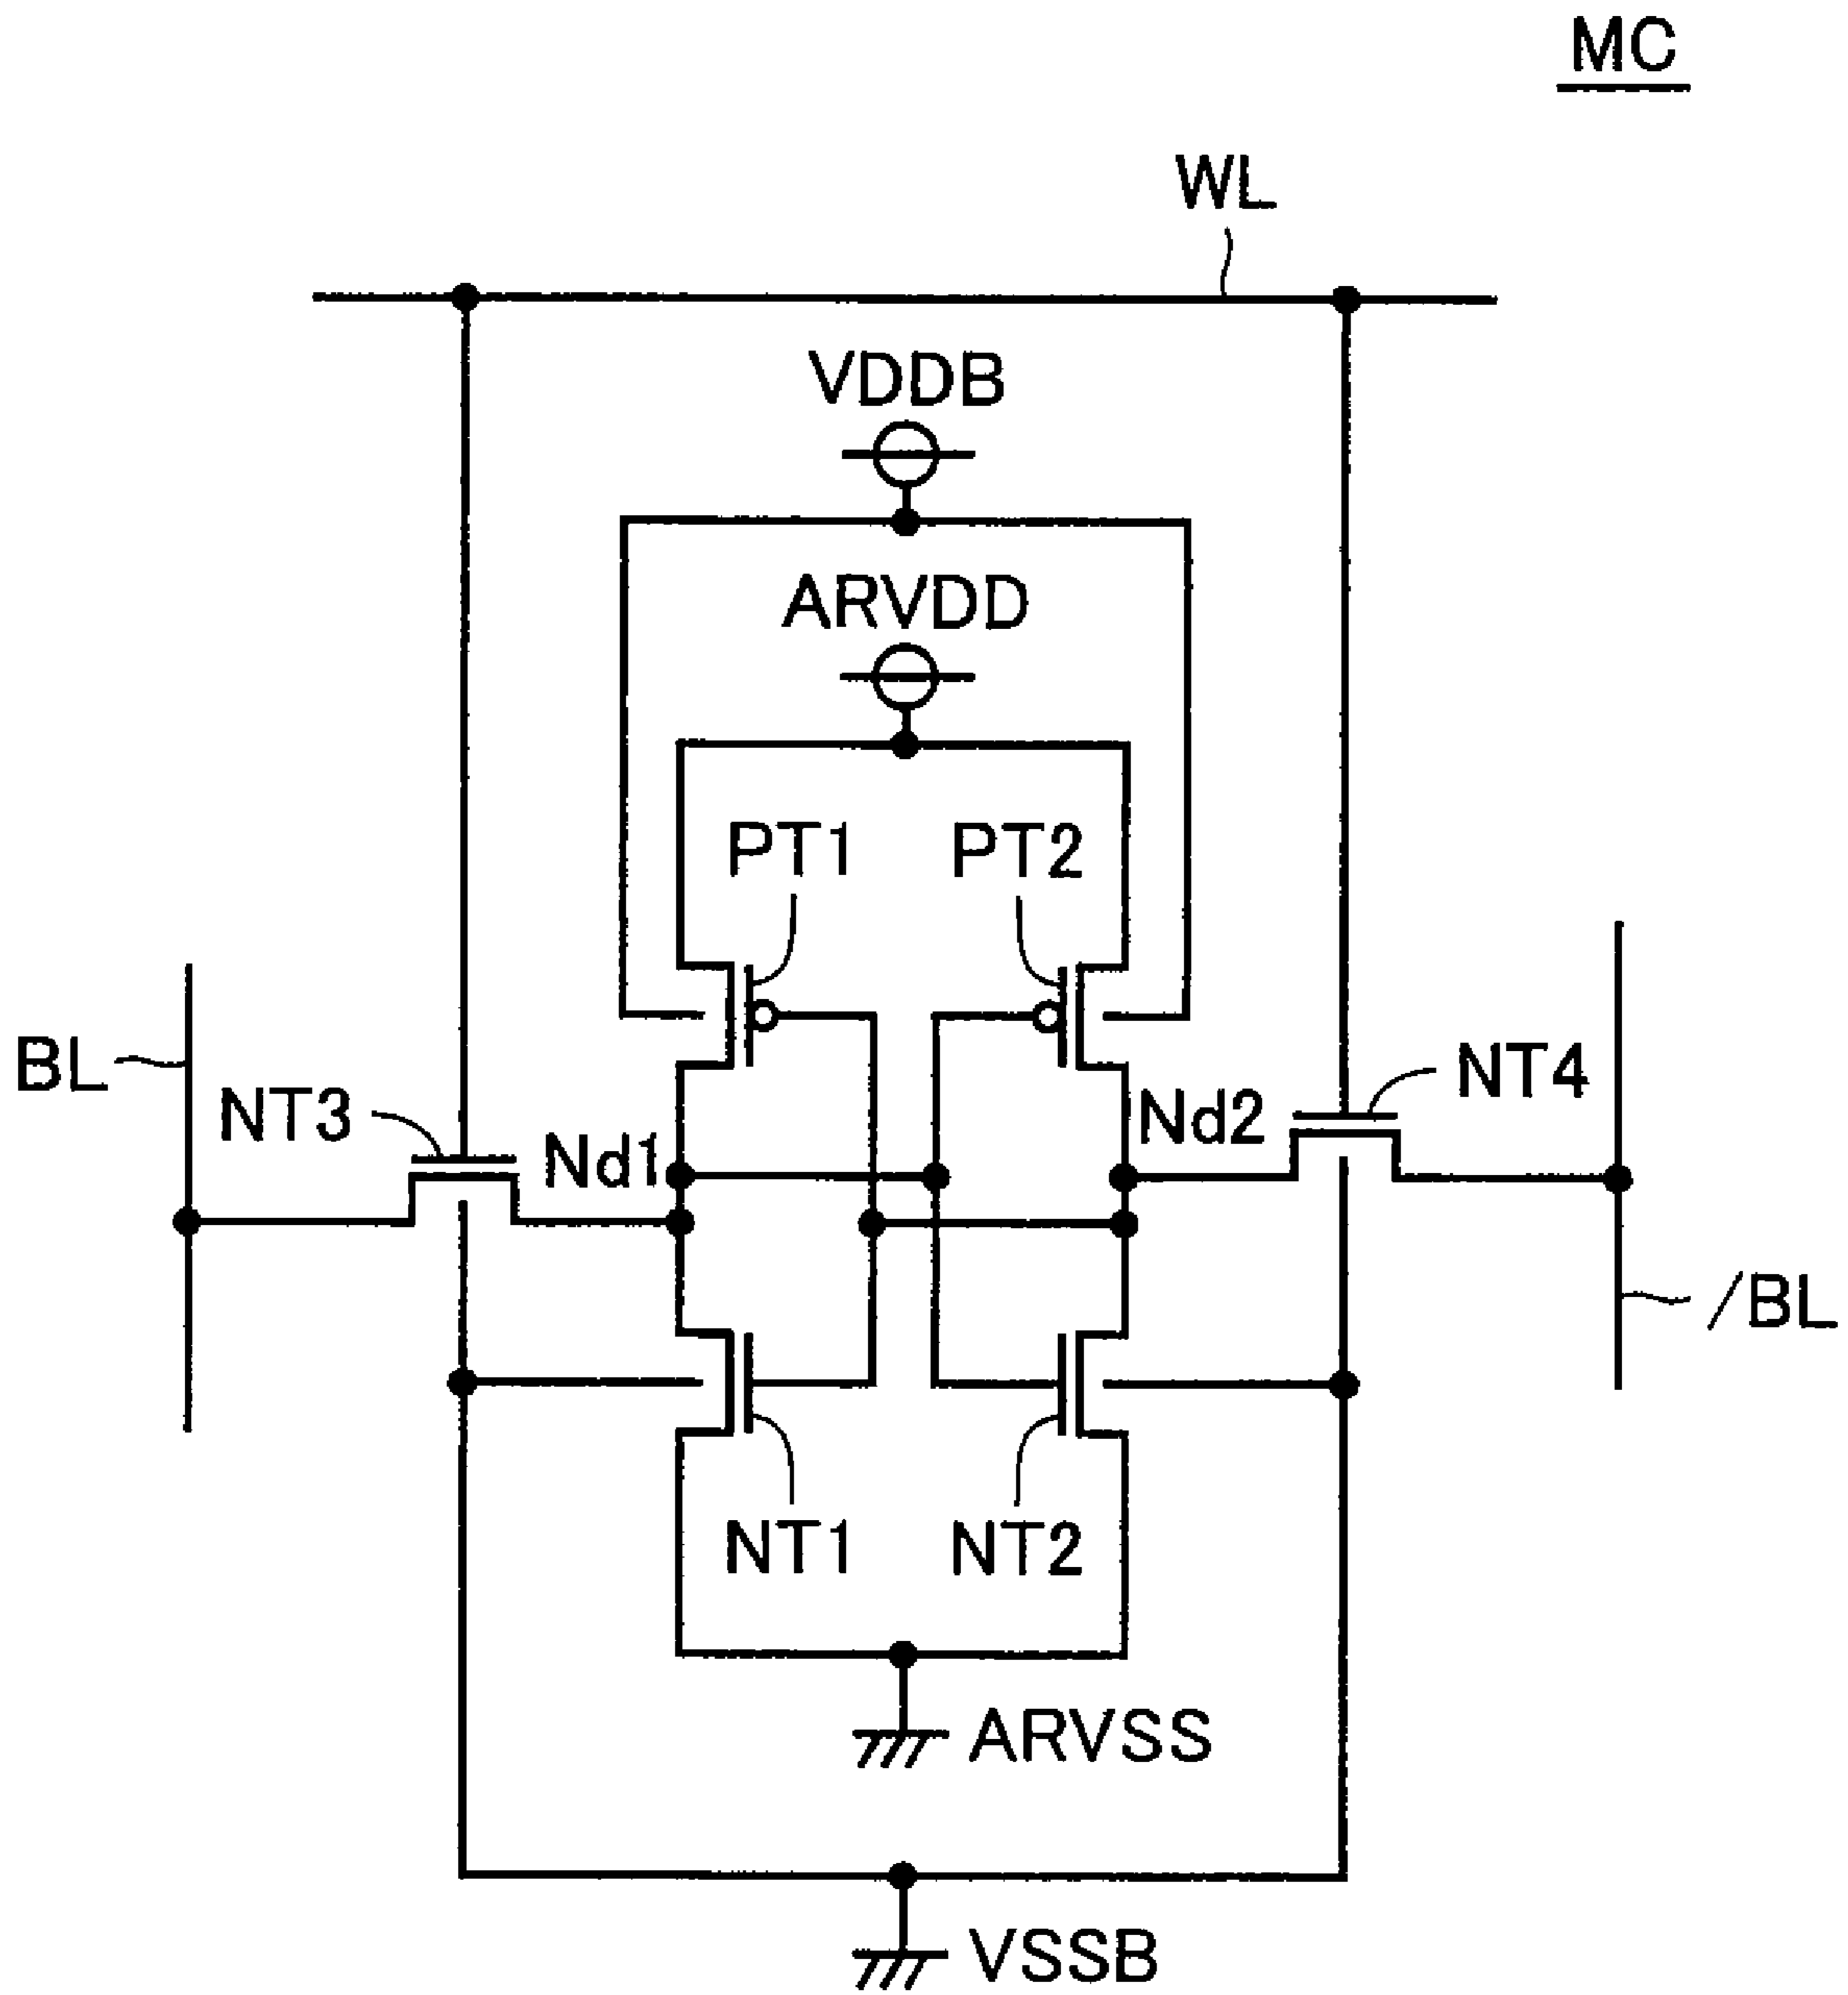 MC
WL
VDDB
ARVDD
PT1
PT2
BL
NT3
Nd1
Nd2
NT4
/BL
NT1
NT2
ARVSS
VSSB